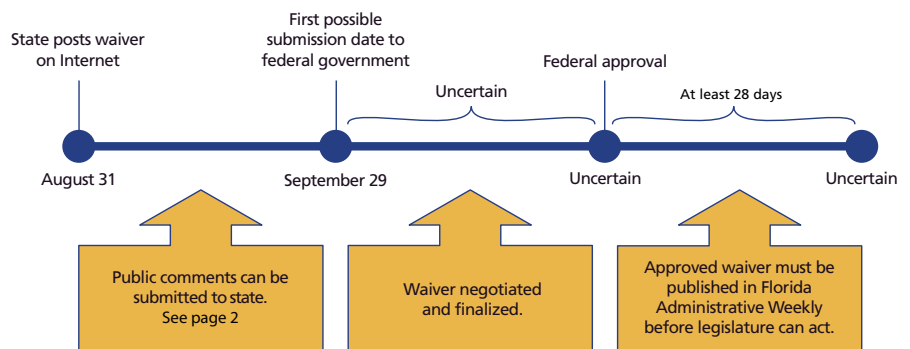 State posts waiver
on Internet
First possible
submission date to
federal government
Uncertain
Federal approval
At least 28 days
August 31
September 29
Uncertain
Uncertain
Public comments can be
submitted to state.
See page 2
Waiver negotiated
and finalized.
Approved waiver must be
published in Florida
Administrative Weekly
before legislature can act.